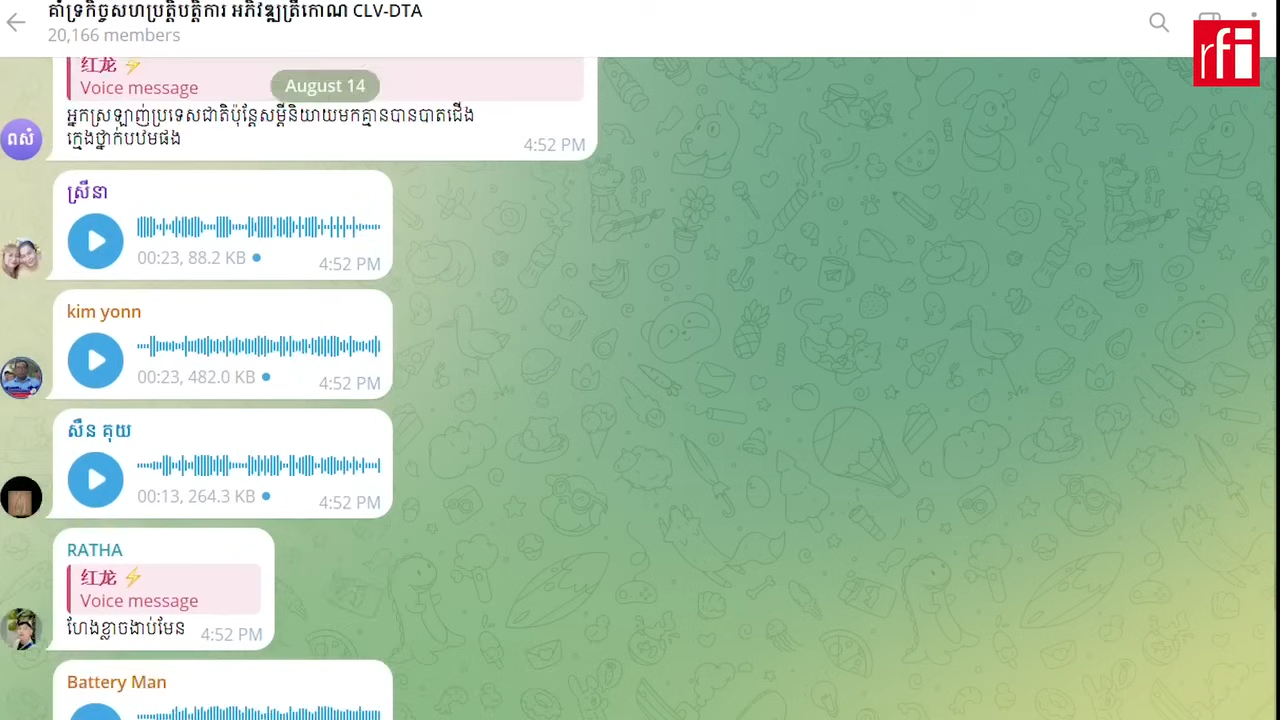 គាំទ្រកិច្ចសហប្រត្តិបត្តិការ អភិវឌ្ឍត្រីកោណ CLV-DTA
20,166 members
rfi
红龙 ⚡
Voice message
August 14
អ្នកស្រឡាញ់ប្រទេសជាតិប៉ុន្តែសម្ដីនិយាយមកគ្មានបានបាតជើង
ក្មេងថ្នាក់បឋមផង
4:52 PM
ពស់
ស្រីនា
00:23, 88.2 KB
4:52 PM
kim yonn
00:23, 482.0 KB
4:52 PM
សឺន គុយ
00:13, 264.3 KB
4:52 PM
RATHA
红龙 ⚡
Voice message
ហែងខ្លាចងាប់មែន
4:52 PM
Battery Man